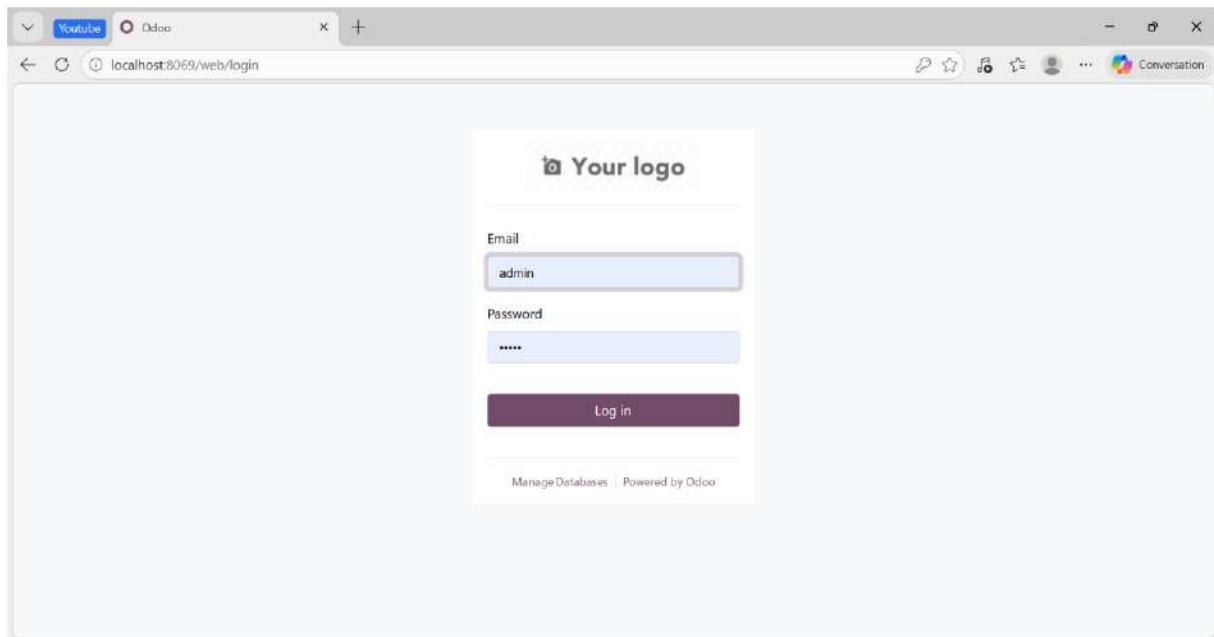 Youtube Odoo
localhost:8069/web/login Conversation
Your logo
Email
admin
Password
•••••
Log in
Manage Databases | Powered by Odoo